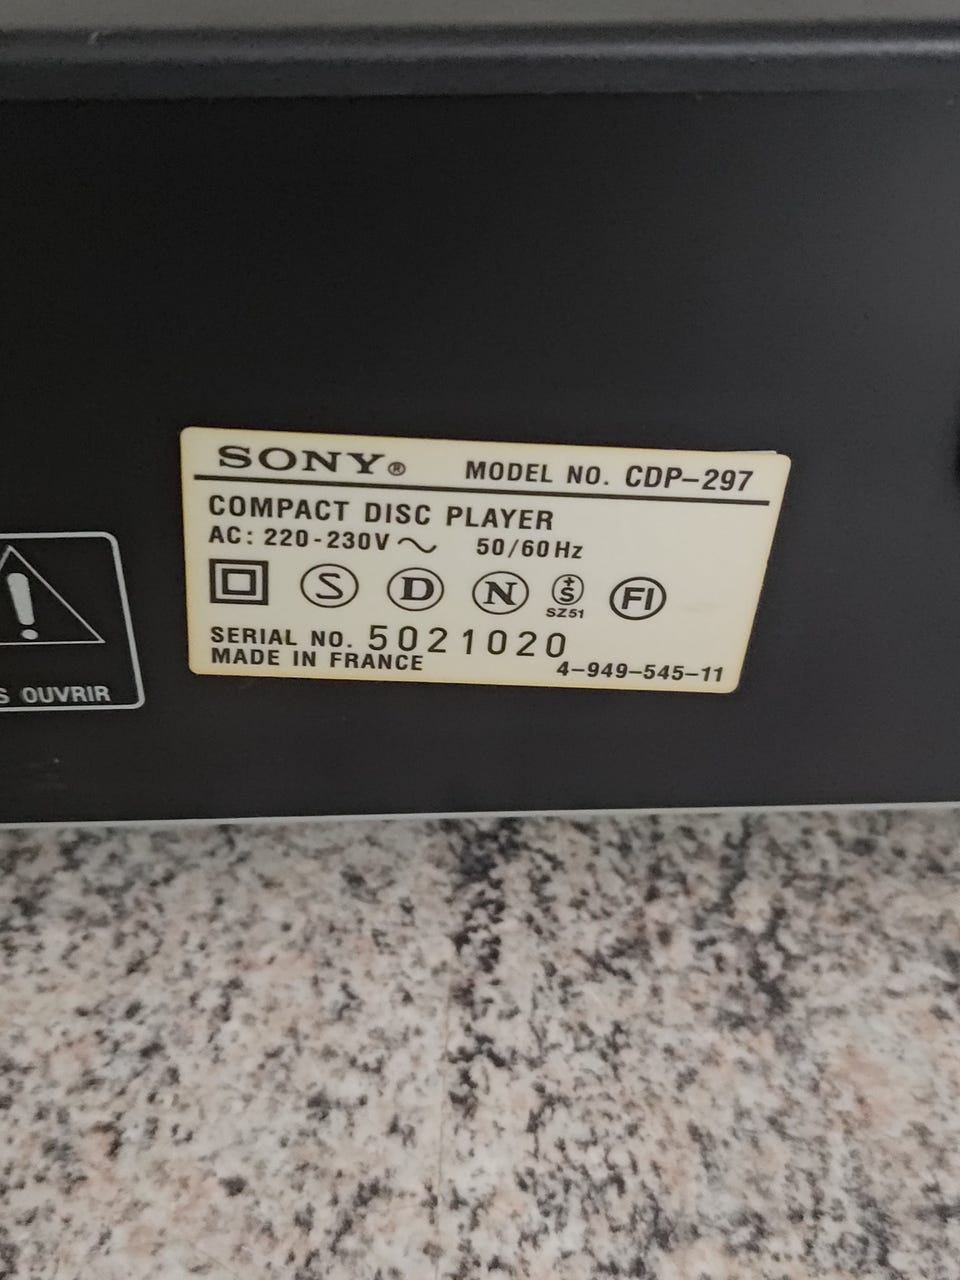 SONY® MODEL NO. CDP-297
COMPACT DISC PLAYER
AC: 220-230V ~ 50/60Hz
S D N +S FI
SZ51
SERIAL NO. 5021020
MADE IN FRANCE 4-949-545-11
!
S OUVRIR